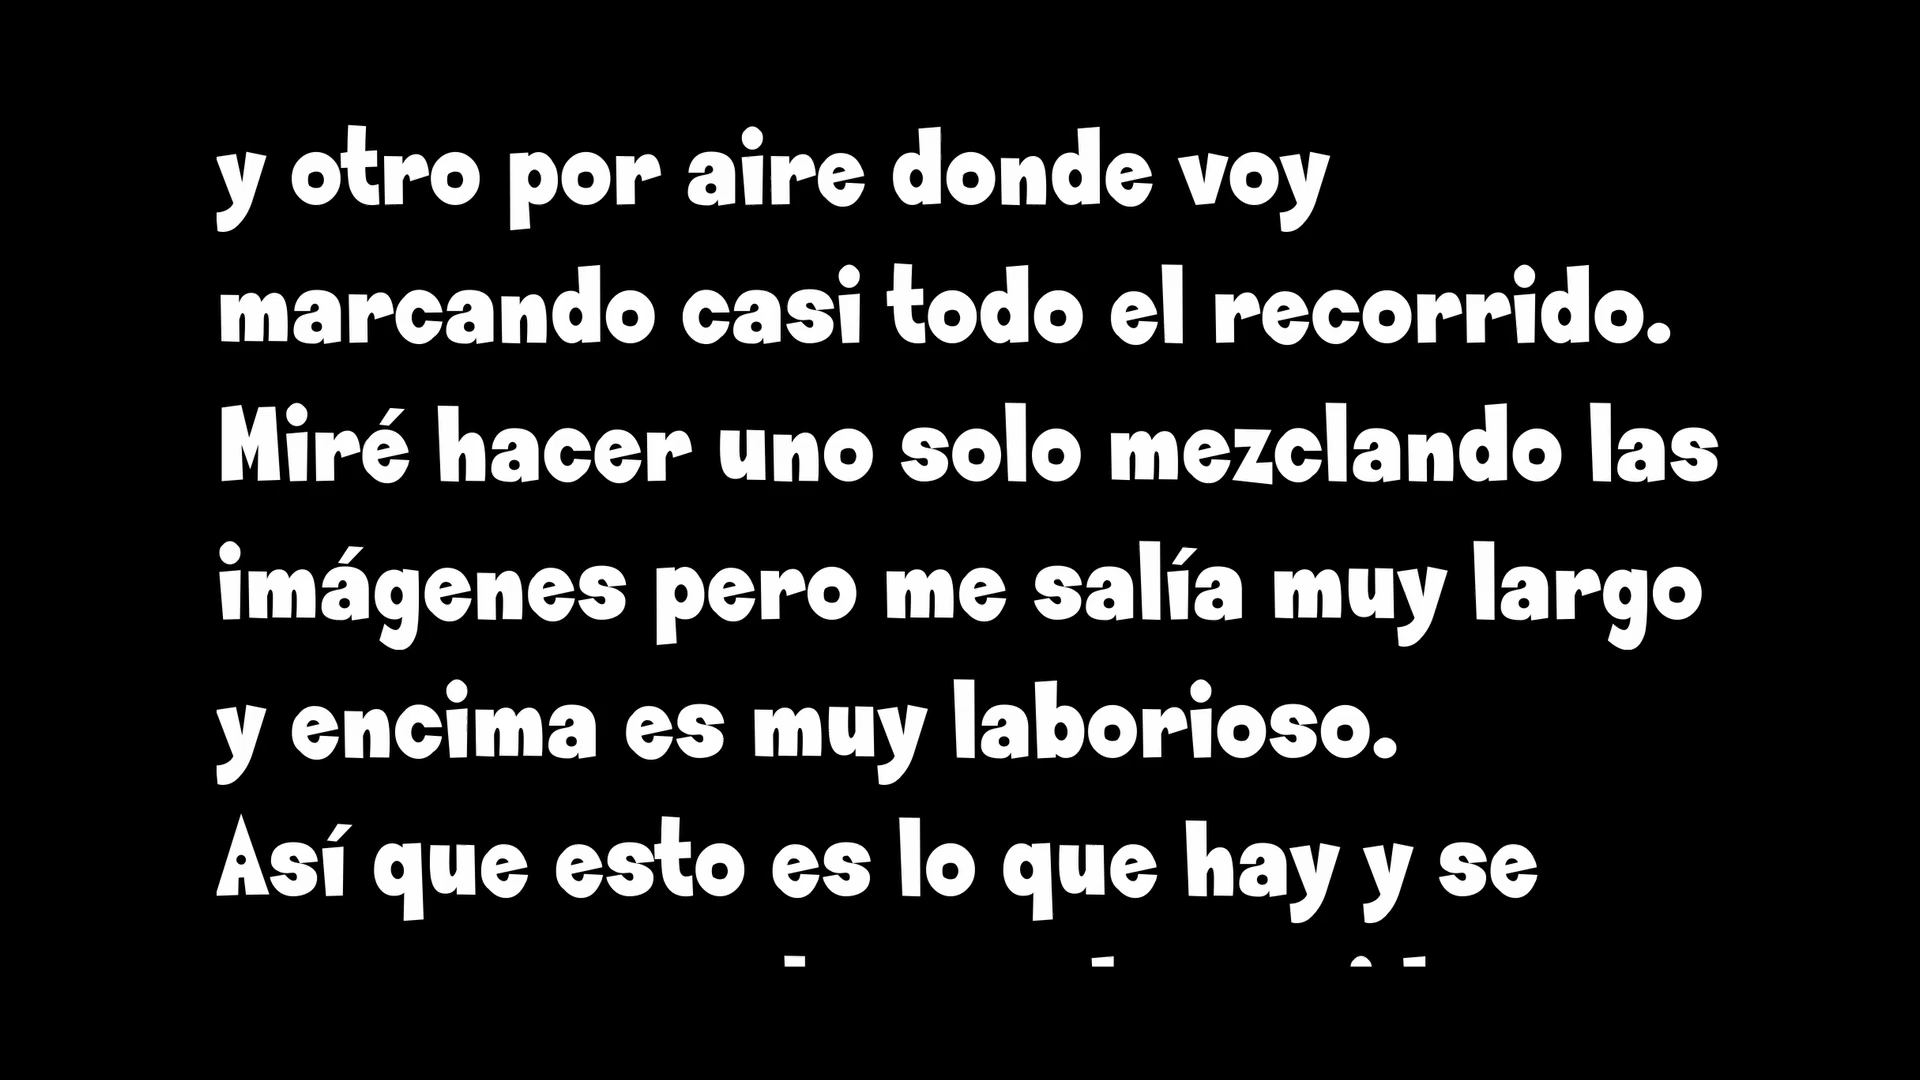 y otro por aire donde voy
marcando casi todo el recorrido.
Miré hacer uno solo mezclando las
imágenes pero me salía muy largo
y encima es muy laborioso.
Así que esto es lo que hay y se